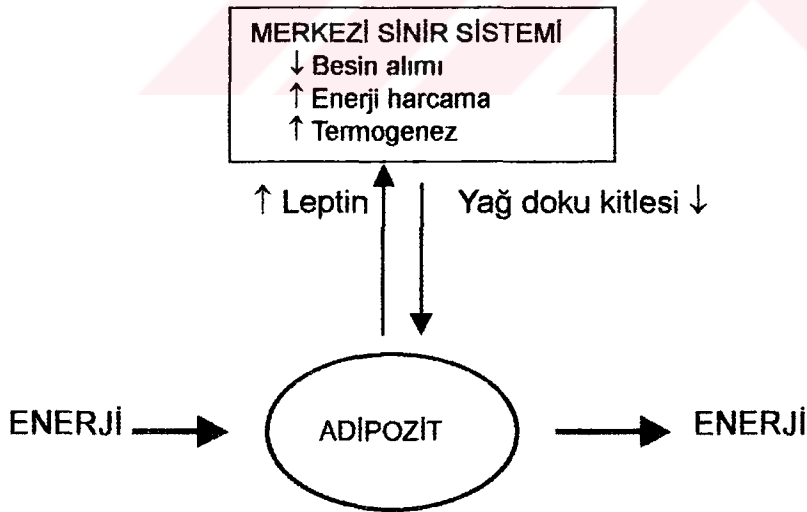 MERKEZİ SİNİR SİSTEMİ
↓ Besin alımı
↑ Enerji harcama
↑ Termogenez
↑ Leptin
Yağ doku kitlesi ↓
ENERJİ
ADİPOZİT
ENERJİ